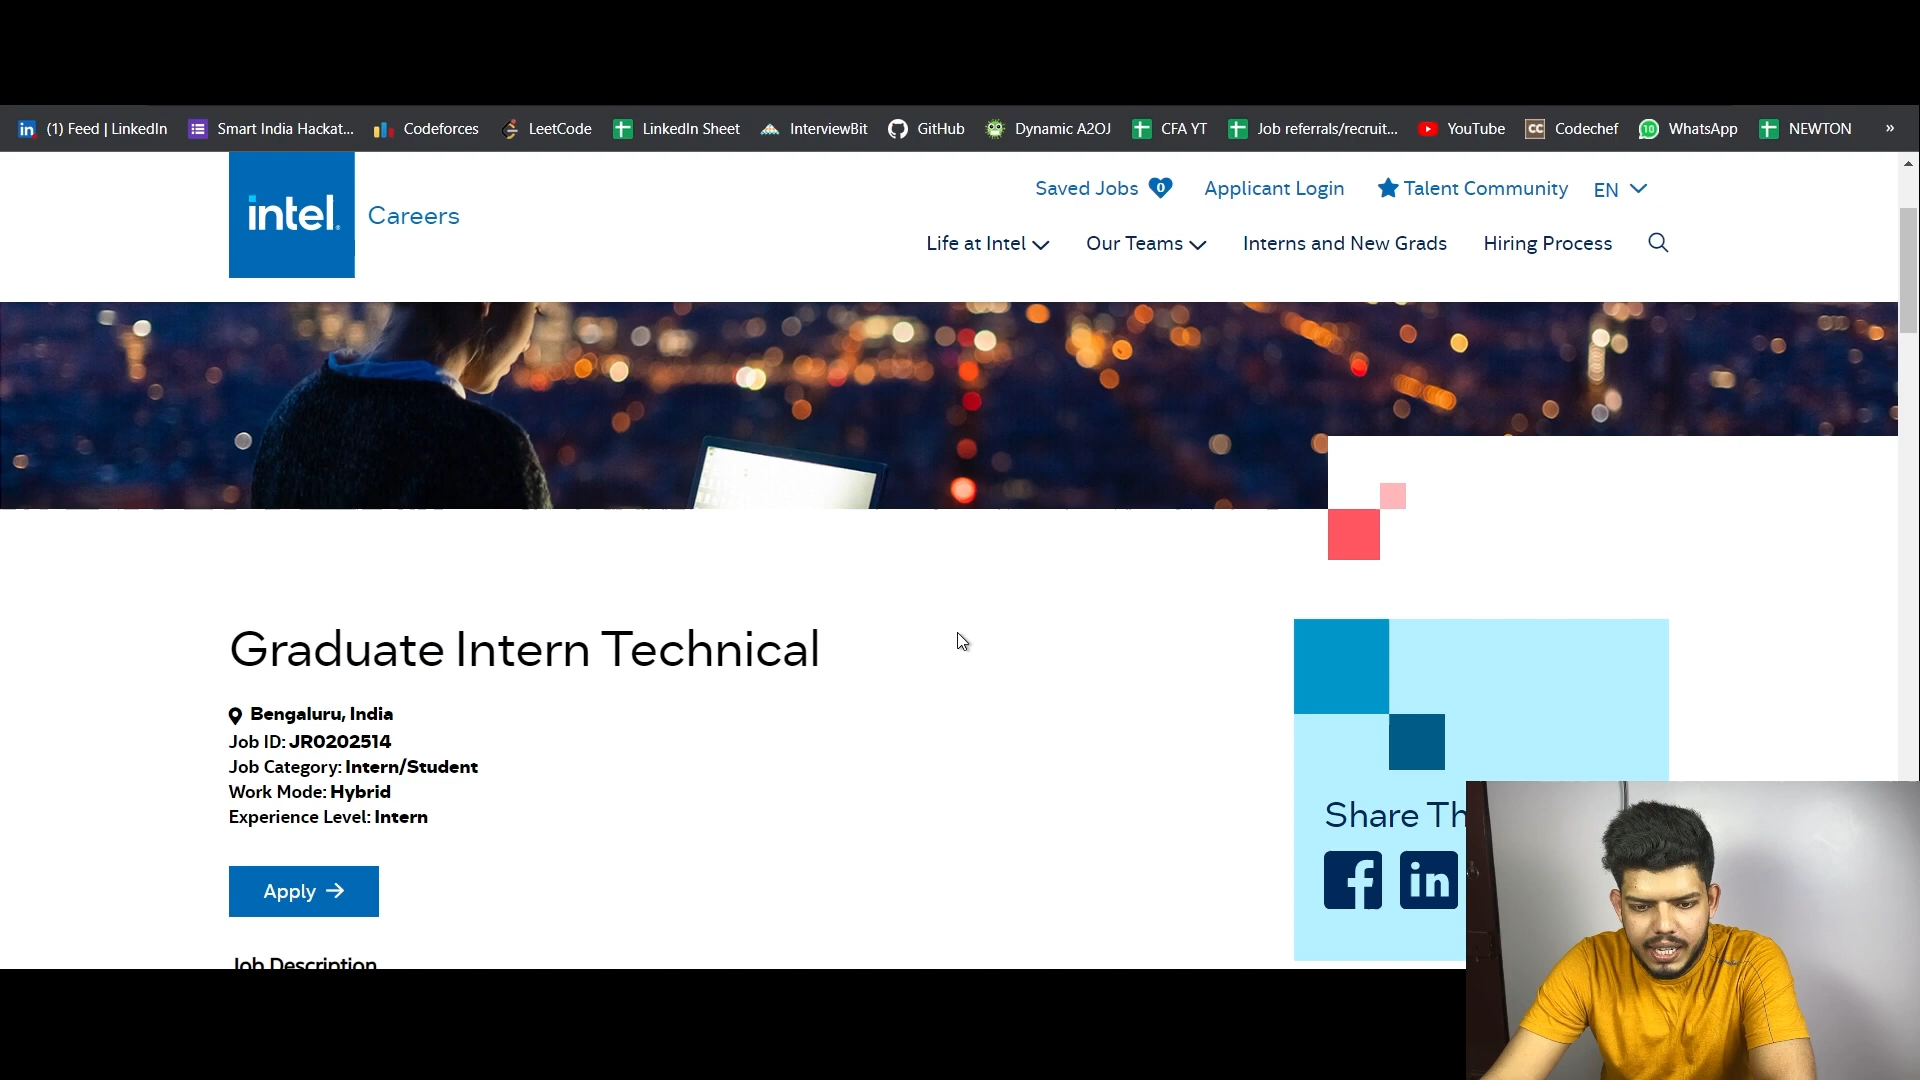 (1) Feed | LinkedIn Smart India Hackat... Codeforces LeetCode LinkedIn Sheet InterviewBit GitHub Dynamic A2OJ CFA YT Job referrals/recruit... YouTube CC Codechef 10 WhatsApp NEWTON »
Saved Jobs 0 Applicant Login Talent Community EN
intel. Careers
Life at Intel Our Teams Interns and New Grads Hiring Process
Graduate Intern Technical
Bengaluru, India
Job ID: JR0202514
Job Category: Intern/Student
Work Mode: Hybrid
Experience Level: Intern
Share Th
f in
Apply →
Job Description